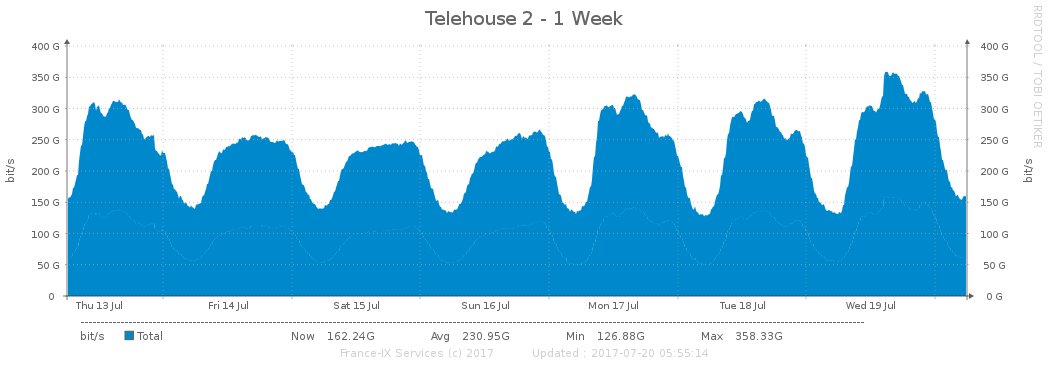 Telehouse 2 - 1 Week
RRDTOOL / TOBI OETIKER
400 G 400 G
350 G 350 G
300 G 300 G
250 G 250 G
200 G 200 G
150 G 150 G
100 G 100 G
50 G 50 G
0 0 G
bit/s bit/s
Thu 13 Jul Fri 14 Jul Sat 15 Jul Sun 16 Jul Mon 17 Jul Tue 18 Jul Wed 19 Jul
bit/s Total Now 162.24G Avg 230.95G Min 126.88G Max 358.33G
France-IX Services (c) 2017 Updated : 2017-07-20 05:55:14